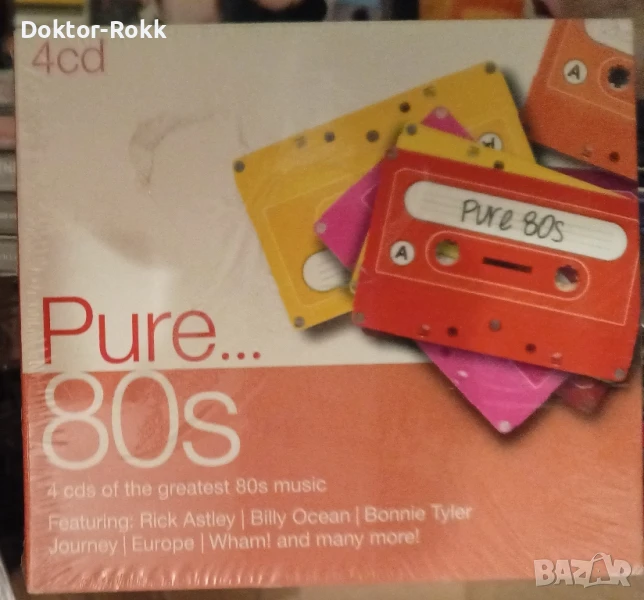 Doktor-Rokk
4cd
A
A
Pure 80s
A
Pure...
80s
4 cds of the greatest 80s music
Featuring: Rick Astley | Billy Ocean | Bonnie Tyler
Journey | Europe | Wham! and many more!
BAZAR